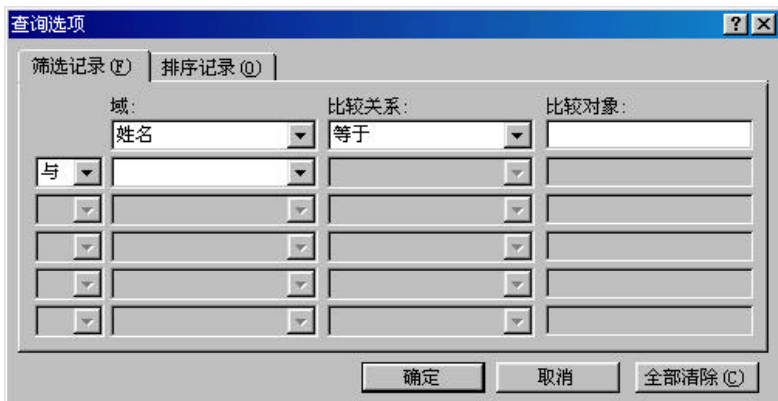 查询选项
筛选记录(F) 排序记录(O)
域: 比较关系: 比较对象:
姓名 等于
与
确定 取消 全部清除(C)